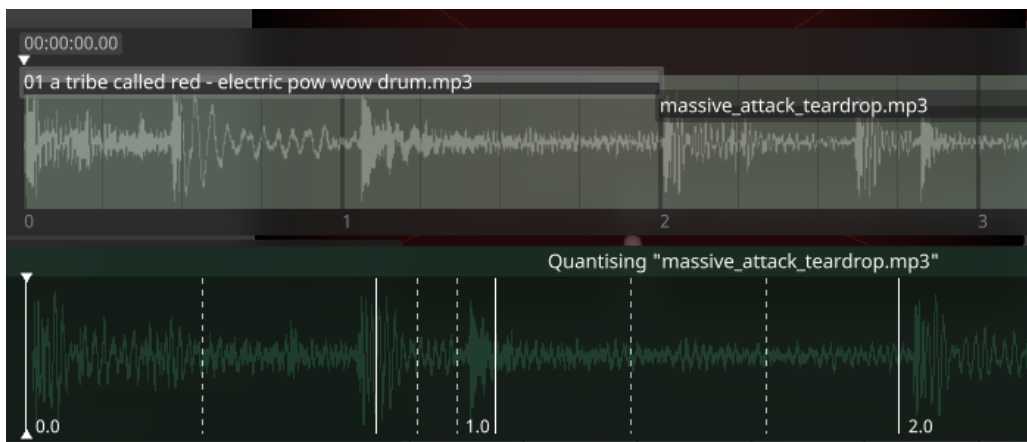 00:00:00.00
01 a tribe called red - electric pow wow drum.mp3
massive_attack_teardrop.mp3
0 1 2 3
Quantising "massive_attack_teardrop.mp3"
0.0 1.0 2.0